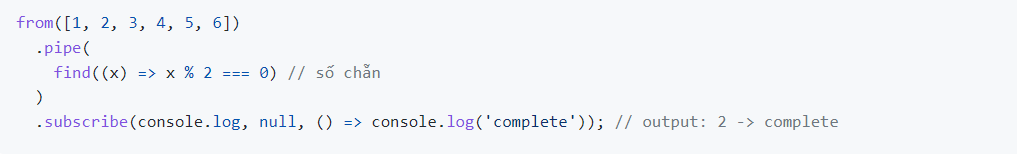 from([1, 2, 3, 4, 5, 6])
  .pipe(
    find((x) => x % 2 === 0) // số chẵn
  )
  .subscribe(console.log, null, () => console.log('complete')); // output: 2 -> complete